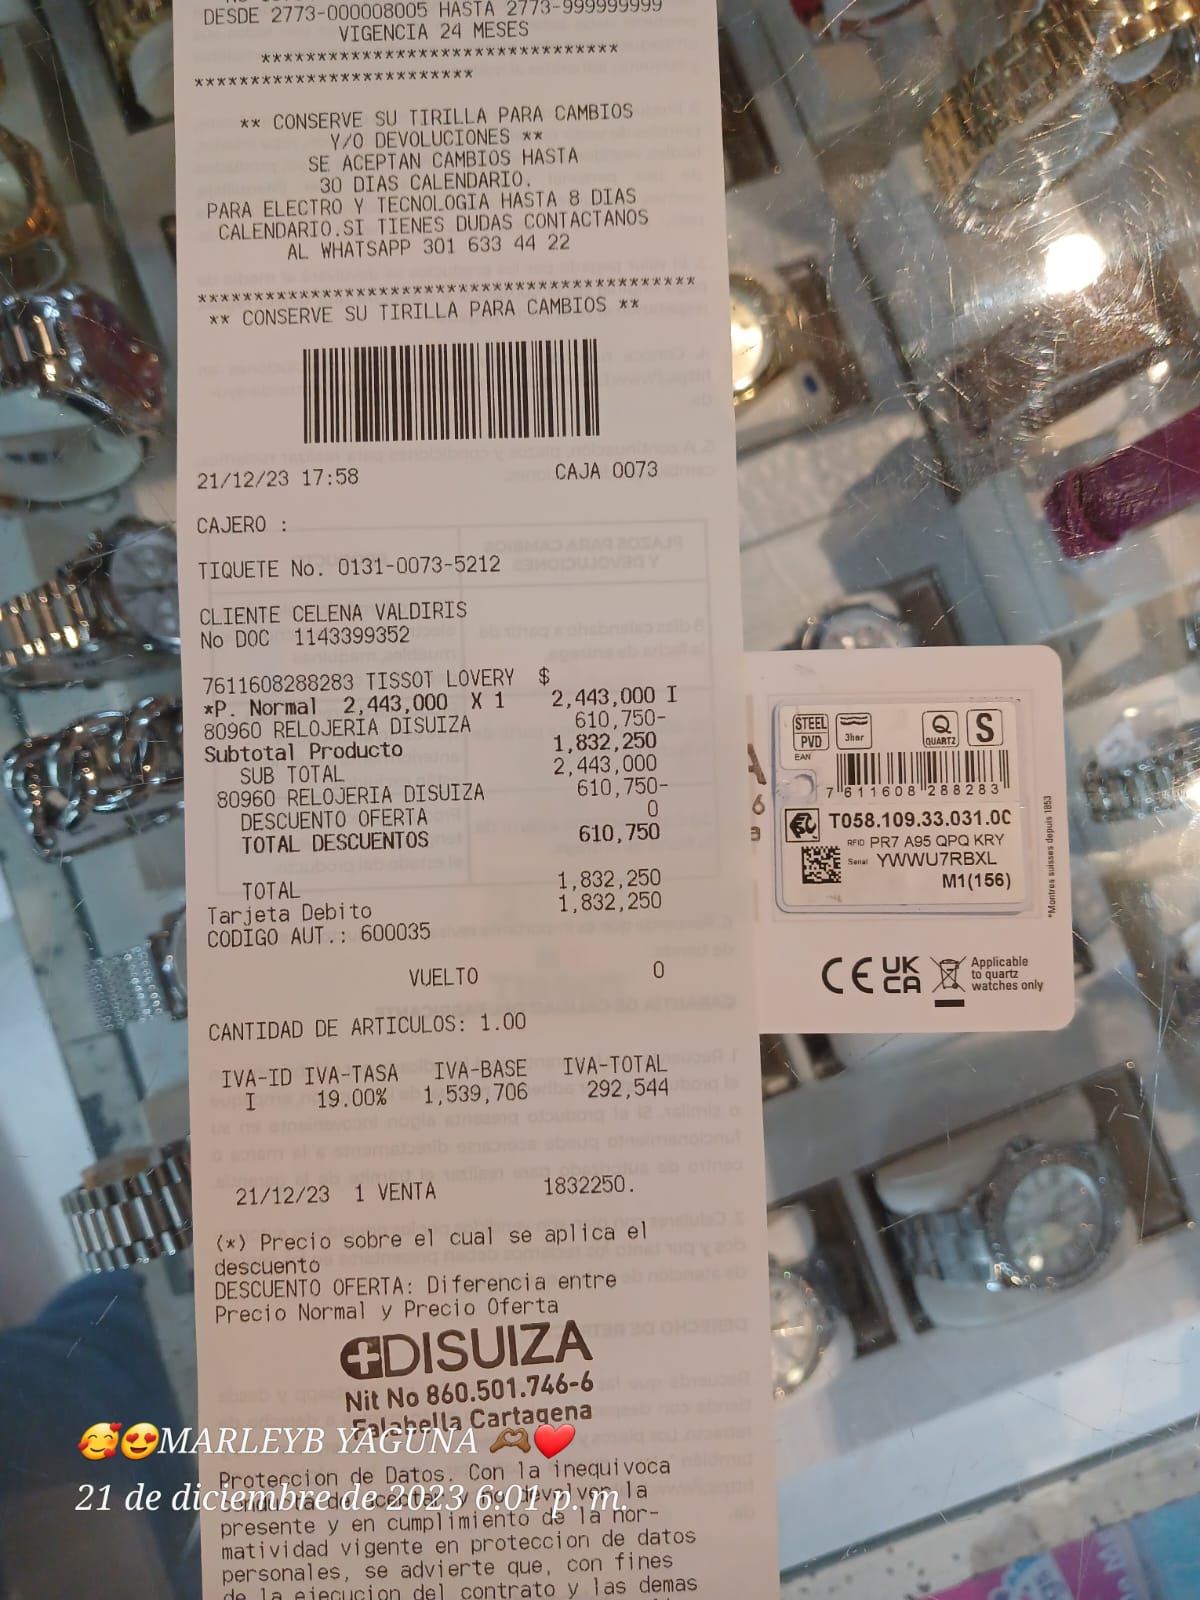 DESDE 2773-000008005 HASTA 2773-999999999
VIGENCIA 24 MESES
********************************
*************************
** CONSERVE SU TIRILLA PARA CAMBIOS
Y/O DEVOLUCIONES **
SE ACEPTAN CAMBIOS HASTA
30 DIAS CALENDARIO.
PARA ELECTRO Y TECNOLOGIA HASTA 8 DIAS
CALENDARIO.SI TIENES DUDAS CONTACTANOS
AL WHATSAPP 301 633 44 22
********************************************
** CONSERVE SU TIRILLA PARA CAMBIOS **
21/12/23 17:58 CAJA 0073
CAJERO :
TIQUETE No. 0131-0073-5212
CLIENTE CELENA VALDIRIS
No DOC 1143399352
7611608288283 TISSOT LOVERY $
*P. Normal 2,443,000 X 1 2,443,000 I
80960 RELOJERIA DISUIZA 610,750-
Subtotal Producto 1,832,250
SUB TOTAL 2,443,000
80960 RELOJERIA DISUIZA 610,750-
DESCUENTO OFERTA 0
TOTAL DESCUENTOS 610,750
TOTAL 1,832,250
Tarjeta Debito 1,832,250
CODIGO AUT.: 600035
VUELTO 0
CANTIDAD DE ARTICULOS: 1.00
IVA-ID IVA-TASA IVA-BASE IVA-TOTAL
I 19.00% 1,539,706 292,544
21/12/23 1 VENTA 1832250.
(*) Precio sobre el cual se aplica el
descuento
DESCUENTO OFERTA: Diferencia entre
Precio Normal y Precio Oferta
DISUIZA
Nit No 860.501.746-6
Falabella Cartagena
Proteccion de Datos. Con la inequivoca
conducta de aceptar y no devolver la
presente y en cumplimiento de la nor-
matividad vigente en proteccion de datos
personales, se advierte que, con fines
de la ejecucion del contrato y las demas
STEEL
PVD
3bar
Q
QUARTZ
S
EAN
7 611608 288283
T058.109.33.031.00
RFID PR7 A95 QPQ KRY
Serial YWWU7RBXL
M1(156)
*Montres suisses depuis 1853
CE UK
CA
Applicable
to quartz
watches only
🥰😍MARLEYB YAGUNA 🫶🏽❤️
21 de diciembre de 2023 6:01 p. m.